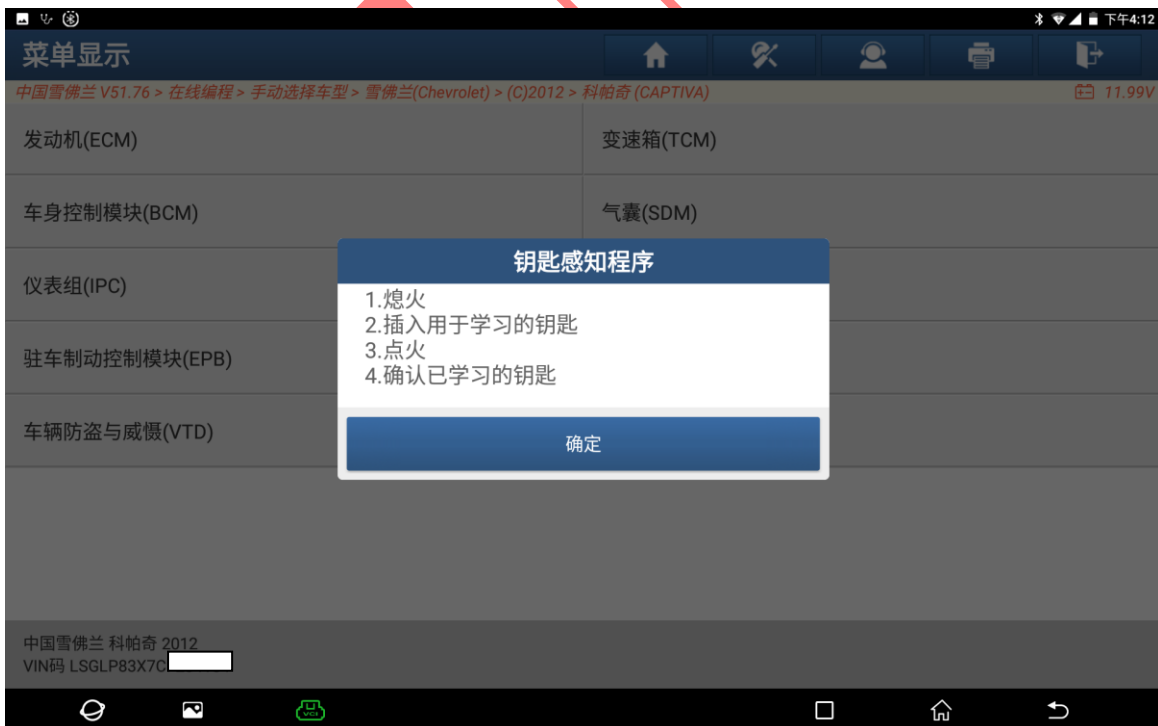 下午4:12
菜单显示
中国雪佛兰 V51.76 > 在线编程 > 手动选择车型 > 雪佛兰(Chevrolet) > (C)2012 > 科帕奇 (CAPTIVA)
11.99V
发动机(ECM)
变速箱(TCM)
车身控制模块(BCM)
气囊(SDM)
钥匙感知程序
仪表组(IPC)
1.熄火
2.插入用于学习的钥匙
3.点火
4.确认已学习的钥匙
驻车制动控制模块(EPB)
车辆防盗与威慑(VTD)
确定
中国雪佛兰 科帕奇 2012
VIN码 LSGLP83X7C
VCI